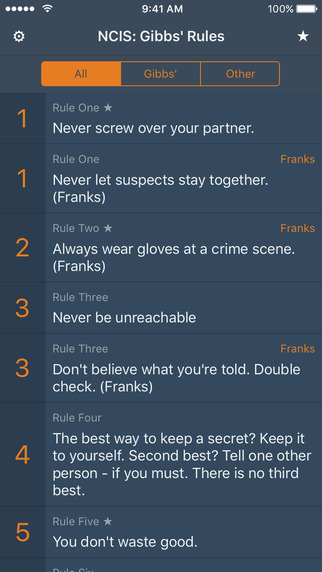 9:41 AM
100%
NCIS: Gibbs' Rules
All
Gibbs'
Other
1
Rule One ★
Never screw over your partner.
1
Rule One
Franks
Never let suspects stay together.
(Franks)
2
Rule Two ★
Franks
Always wear gloves at a crime scene.
(Franks)
3
Rule Three
Never be unreachable
3
Rule Three
Franks
Don't believe what you're told. Double
check. (Franks)
4
Rule Four
The best way to keep a secret? Keep it
to yourself. Second best? Tell one other
person - if you must. There is no third
best.
5
Rule Five ★
You don't waste good.
Rule Six